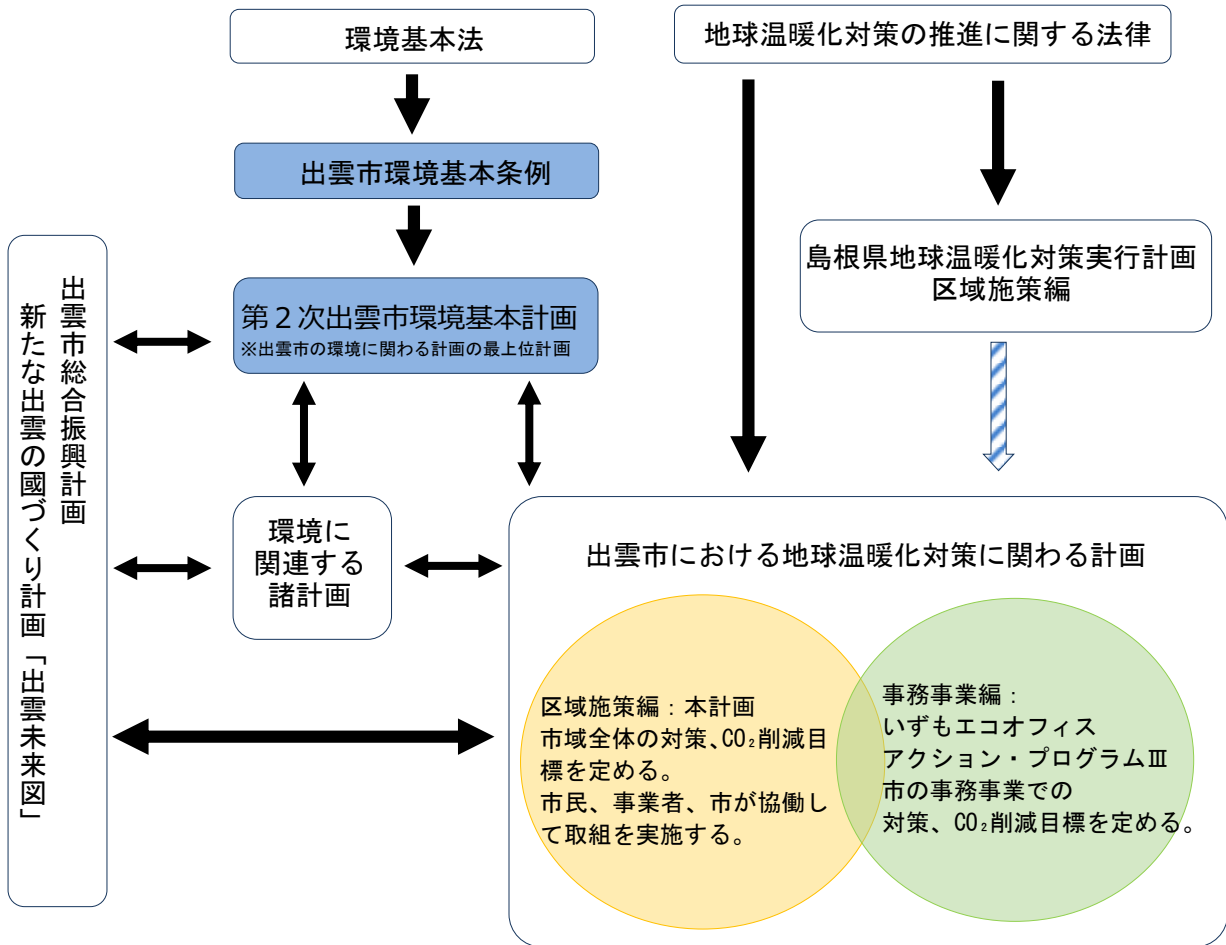 環境基本法
地球温暖化対策の推進に関する法律
出雲市環境基本条例
島根県地球温暖化対策実行計画
区域施策編
第２次出雲市環境基本計画
※出雲市の環境に関わる計画の最上位計画
出雲市総合振興計画
新たな出雲の國づくり計画「出雲未来図」
環境に
関連する
諸計画
出雲市における地球温暖化対策に関わる計画
区域施策編：本計画
市域全体の対策、CO₂削減目
標を定める。
市民、事業者、市が協働し
て取組を実施する。
事務事業編：
いずもエコオフィス
アクション・プログラムⅢ
市の事務事業での
対策、CO₂削減目標を定める。